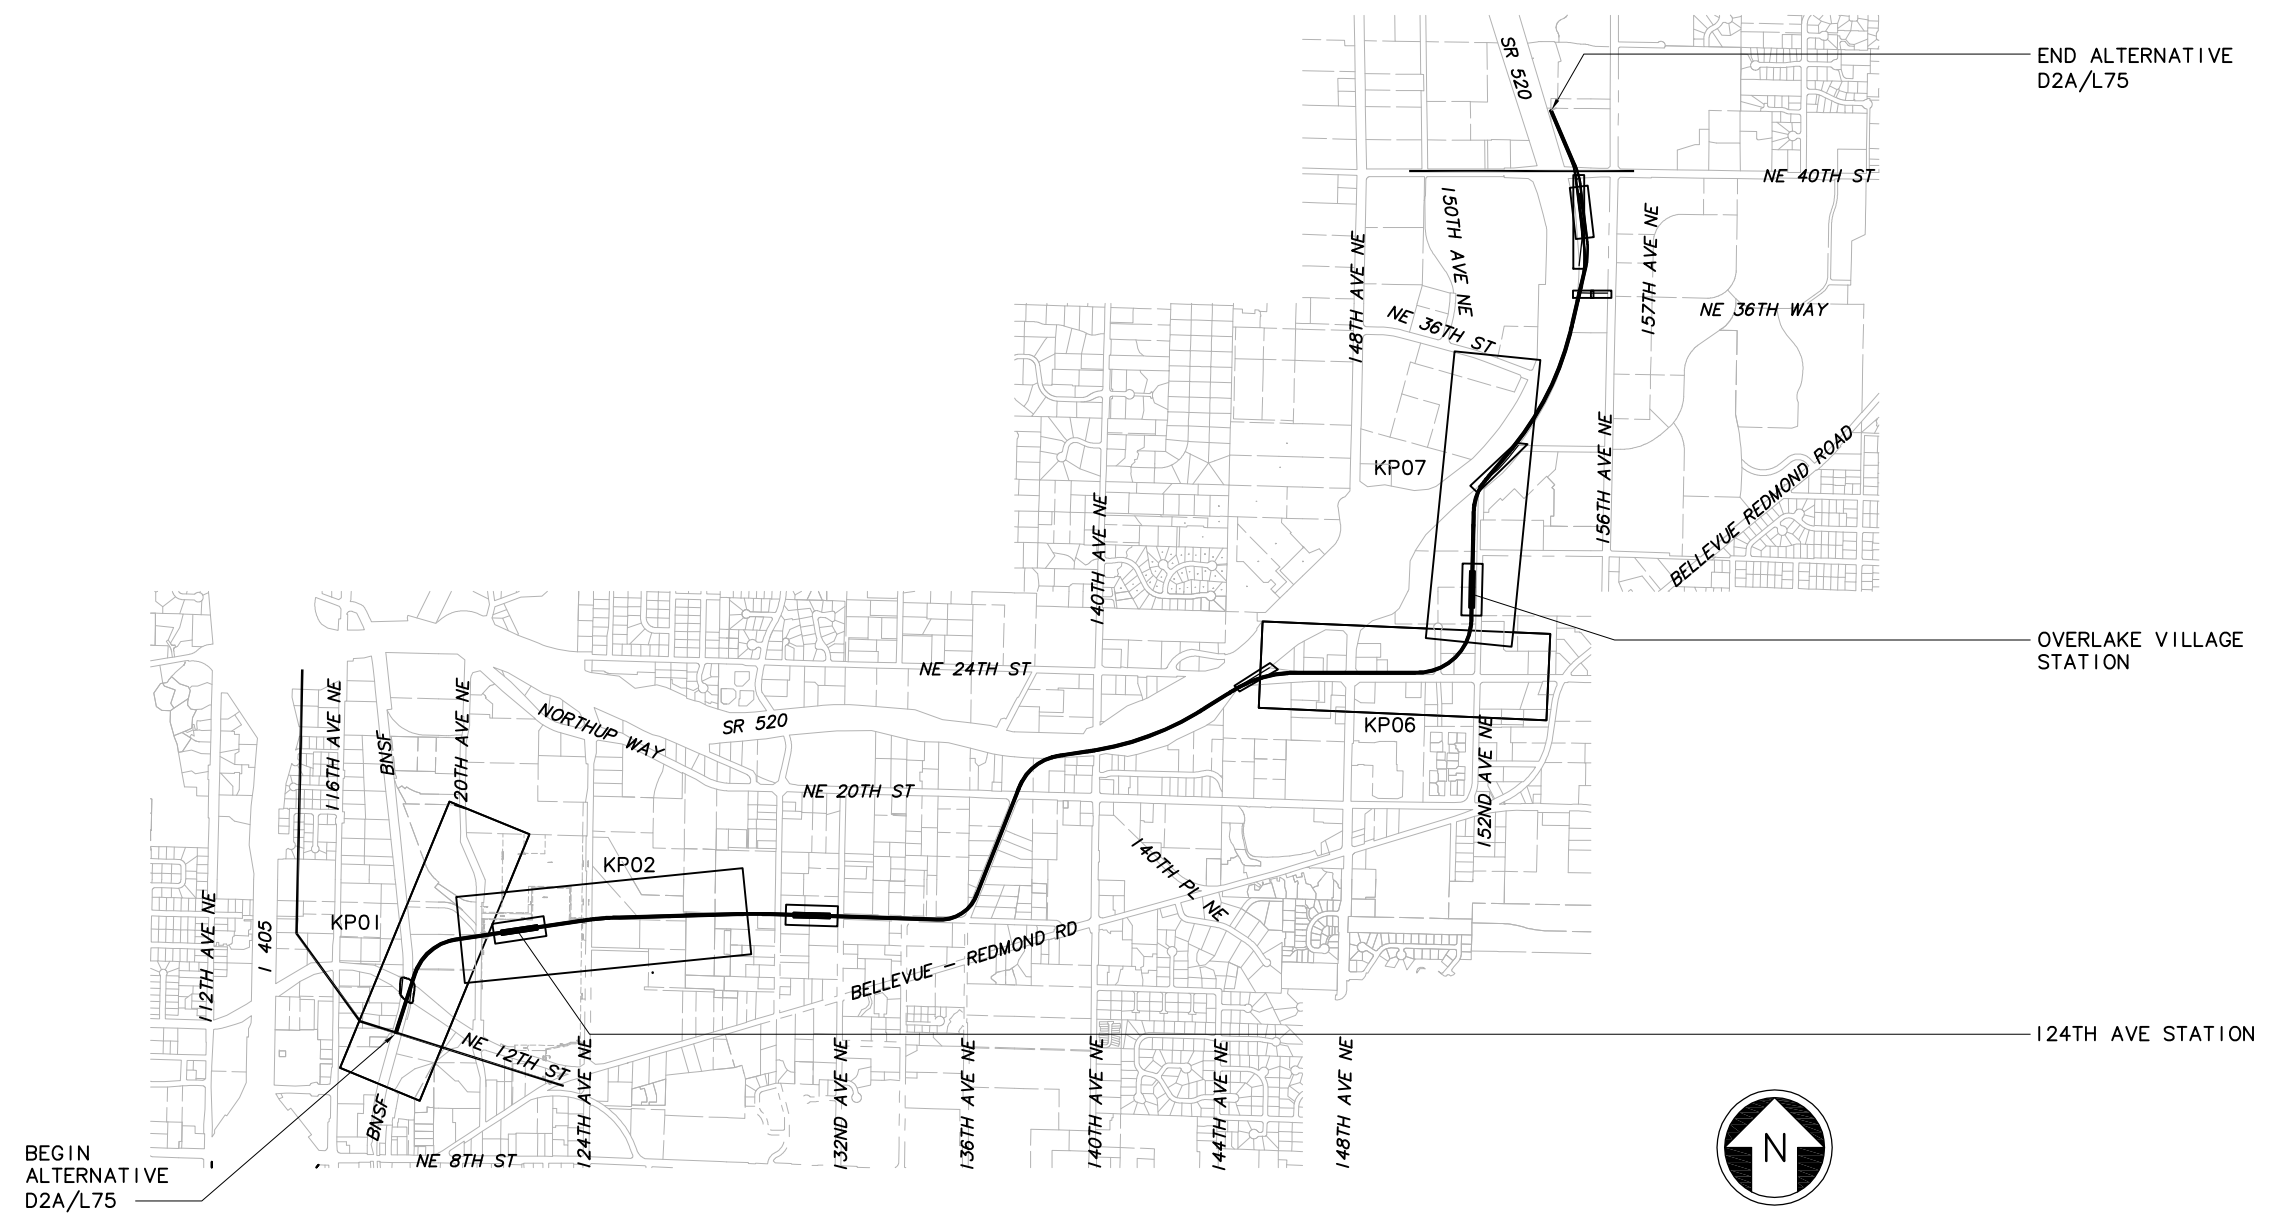 END ALTERNATIVE
D2A/L75
SR 520
NE 40TH ST
150TH AVE NE
148TH AVE NE
157TH AVE NE
NE 36TH WAY
NE 36TH ST
KP07
156TH AVE NE
BELLEVUE REDMOND ROAD
140TH AVE NE
OVERLAKE VILLAGE
STATION
NE 24TH ST
KP06
116TH AVE NE
BNSF
120TH AVE NE
NORTHUP WAY
SR 520
NE 20TH ST
152ND AVE NE
140TH PL NE
KP02
KP01
112TH AVE NE
I 405
BELLEVUE - REDMOND RD
124TH AVE STATION
NE 12TH ST
BNSF
124TH AVE NE
132ND AVE NE
136TH AVE NE
140TH AVE NE
144TH AVE NE
148TH AVE NE
NE 8TH ST
BEGIN
ALTERNATIVE
D2A/L75
N